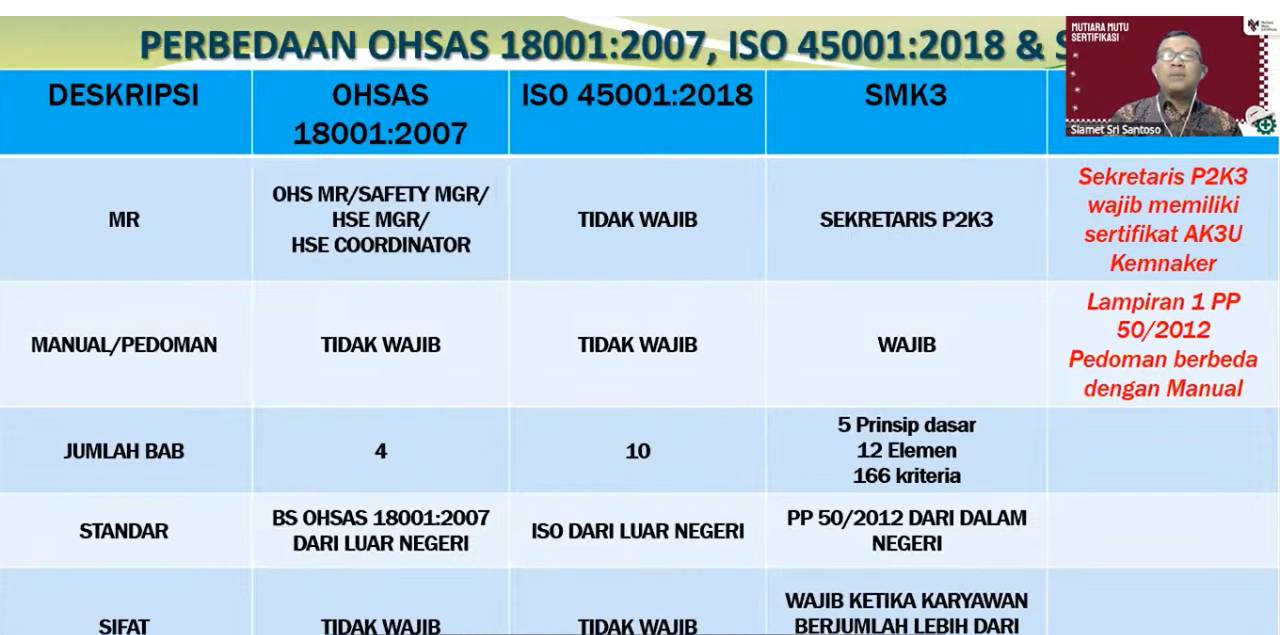 PERBEDAAN OHSAS 18001:2007, ISO 45001:2018 & S
MUTIARA MUTU
SERTIFIKASI
Slamet Sri Santoso
DESKRIPSI
OHSAS
18001:2007
ISO 45001:2018
SMK3
MR
OHS MR/SAFETY MGR/
HSE MGR/
HSE COORDINATOR
TIDAK WAJIB
SEKRETARIS P2K3
Sekretaris P2K3
wajib memiliki
sertifikat AK3U
Kemnaker
MANUAL/PEDOMAN
TIDAK WAJIB
TIDAK WAJIB
WAJIB
Lampiran 1 PP
50/2012
Pedoman berbeda
dengan Manual
JUMLAH BAB
4
10
5 Prinsip dasar
12 Elemen
166 kriteria
STANDAR
BS OHSAS 18001:2007
DARI LUAR NEGERI
ISO DARI LUAR NEGERI
PP 50/2012 DARI DALAM
NEGERI
SIFAT
TIDAK WAJIB
TIDAK WAJIB
WAJIB KETIKA KARYAWAN
BERJUMLAH LEBIH DARI